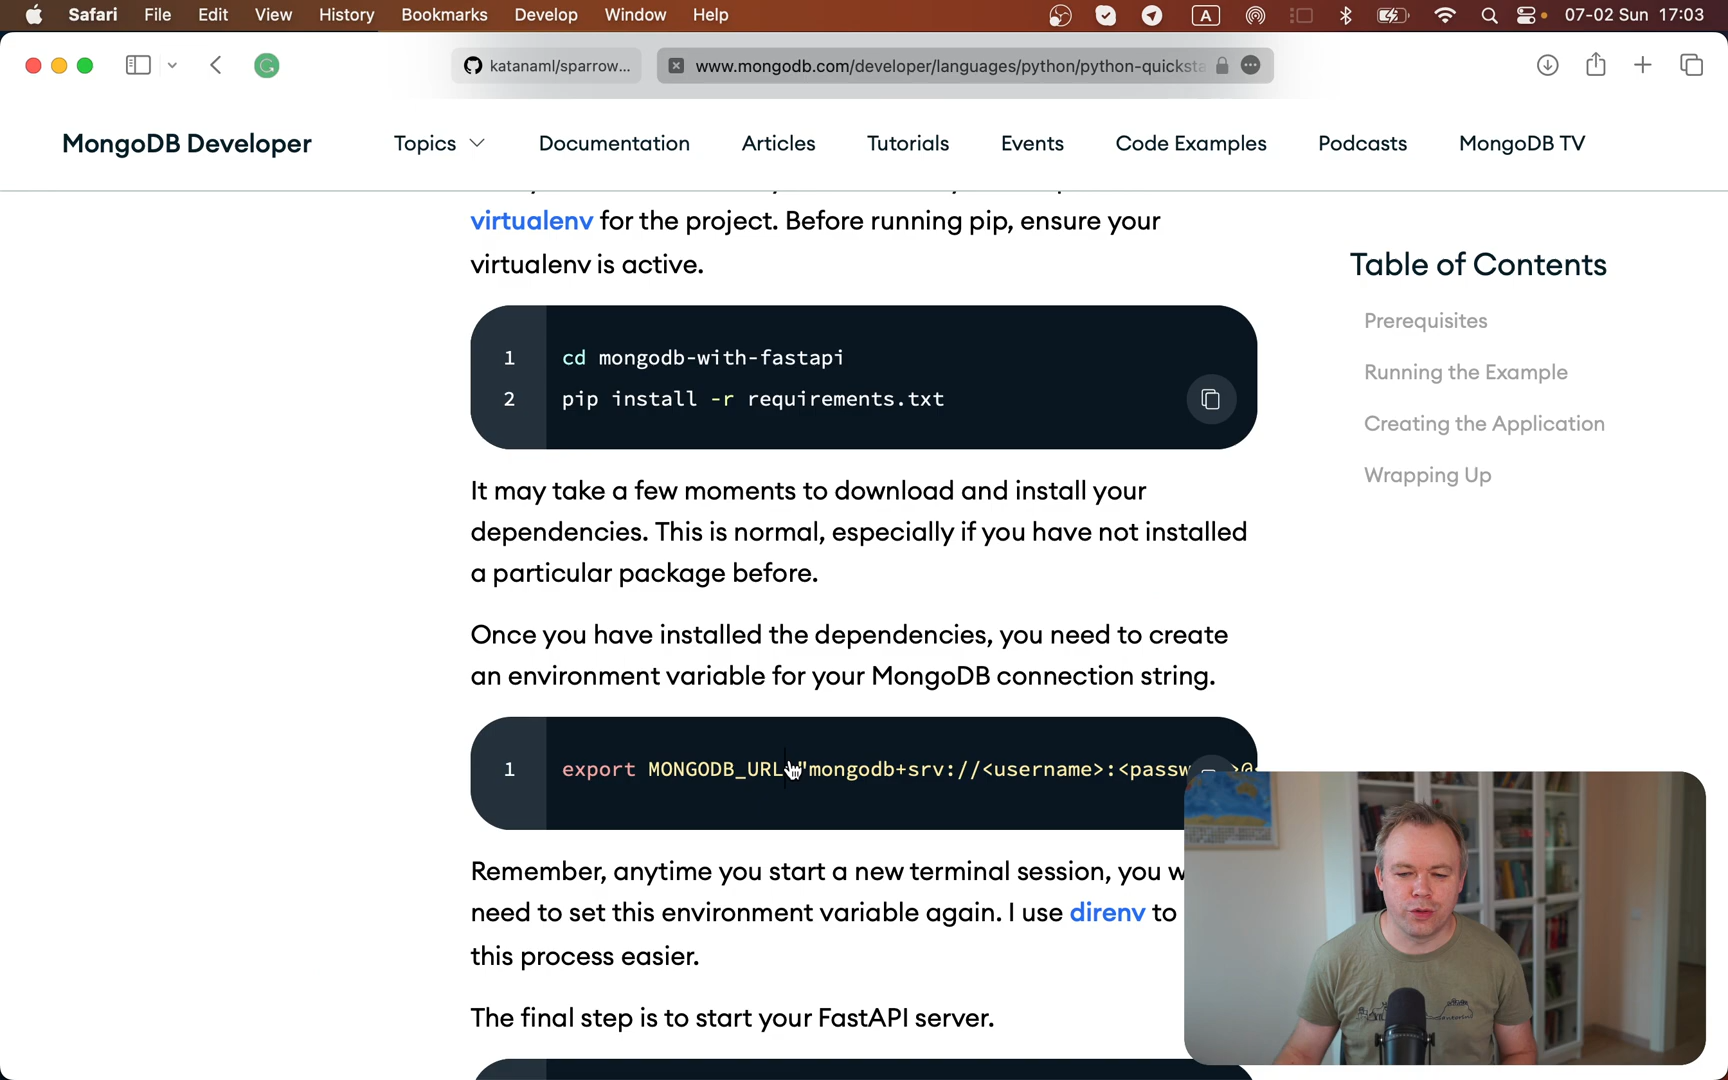 Safari File Edit View History Bookmarks Develop Window Help A 07-02 Sun 17:03
katanaml/sparrow... www.mongodb.com/developer/languages/python/python-quicksta
MongoDB Developer Topics Documentation Articles Tutorials Events Code Examples Podcasts MongoDB TV
virtualenv for the project. Before running pip, ensure your
virtualenv is active.
1 cd mongodb-with-fastapi
2 pip install -r requirements.txt
It may take a few moments to download and install your
dependencies. This is normal, especially if you have not installed
a particular package before.
Once you have installed the dependencies, you need to create
an environment variable for your MongoDB connection string.
1 export MONGODB_URL "mongodb+srv://<username>:<passw >@
Remember, anytime you start a new terminal session, you w
need to set this environment variable again. I use direnv to
this process easier.
The final step is to start your FastAPI server.
Table of Contents
Prerequisites
Running the Example
Creating the Application
Wrapping Up